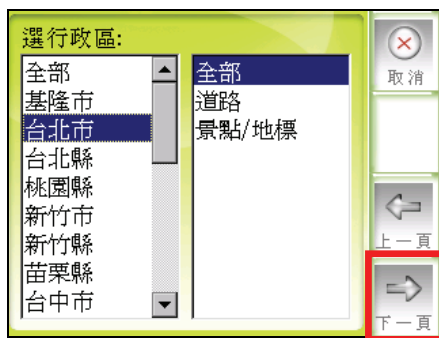 選行政區:
全部
基隆市
台北市
台北縣
桃園縣
新竹市
新竹縣
苗栗縣
台中市
全部
道路
景點/地標
取消
上一頁
下一頁